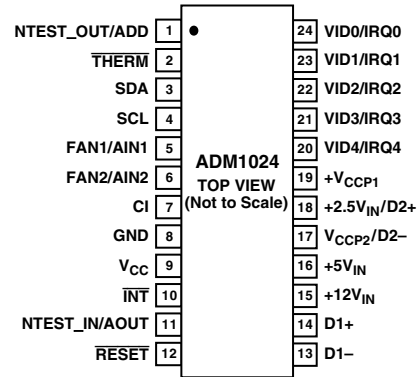 NTEST_OUT/ADD 1
THERM 2
SDA 3
SCL 4
FAN1/AIN1 5
FAN2/AIN2 6
CI 7
GND 8
VCC 9
INT 10
NTEST_IN/AOUT 11
RESET 12
ADM1024
TOP VIEW
(Not to Scale)
24 VID0/IRQ0
23 VID1/IRQ1
22 VID2/IRQ2
21 VID3/IRQ3
20 VID4/IRQ4
19 +VCCP1
18 +2.5VIN/D2+
17 VCCP2/D2–
16 +5VIN
15 +12VIN
14 D1+
13 D1–